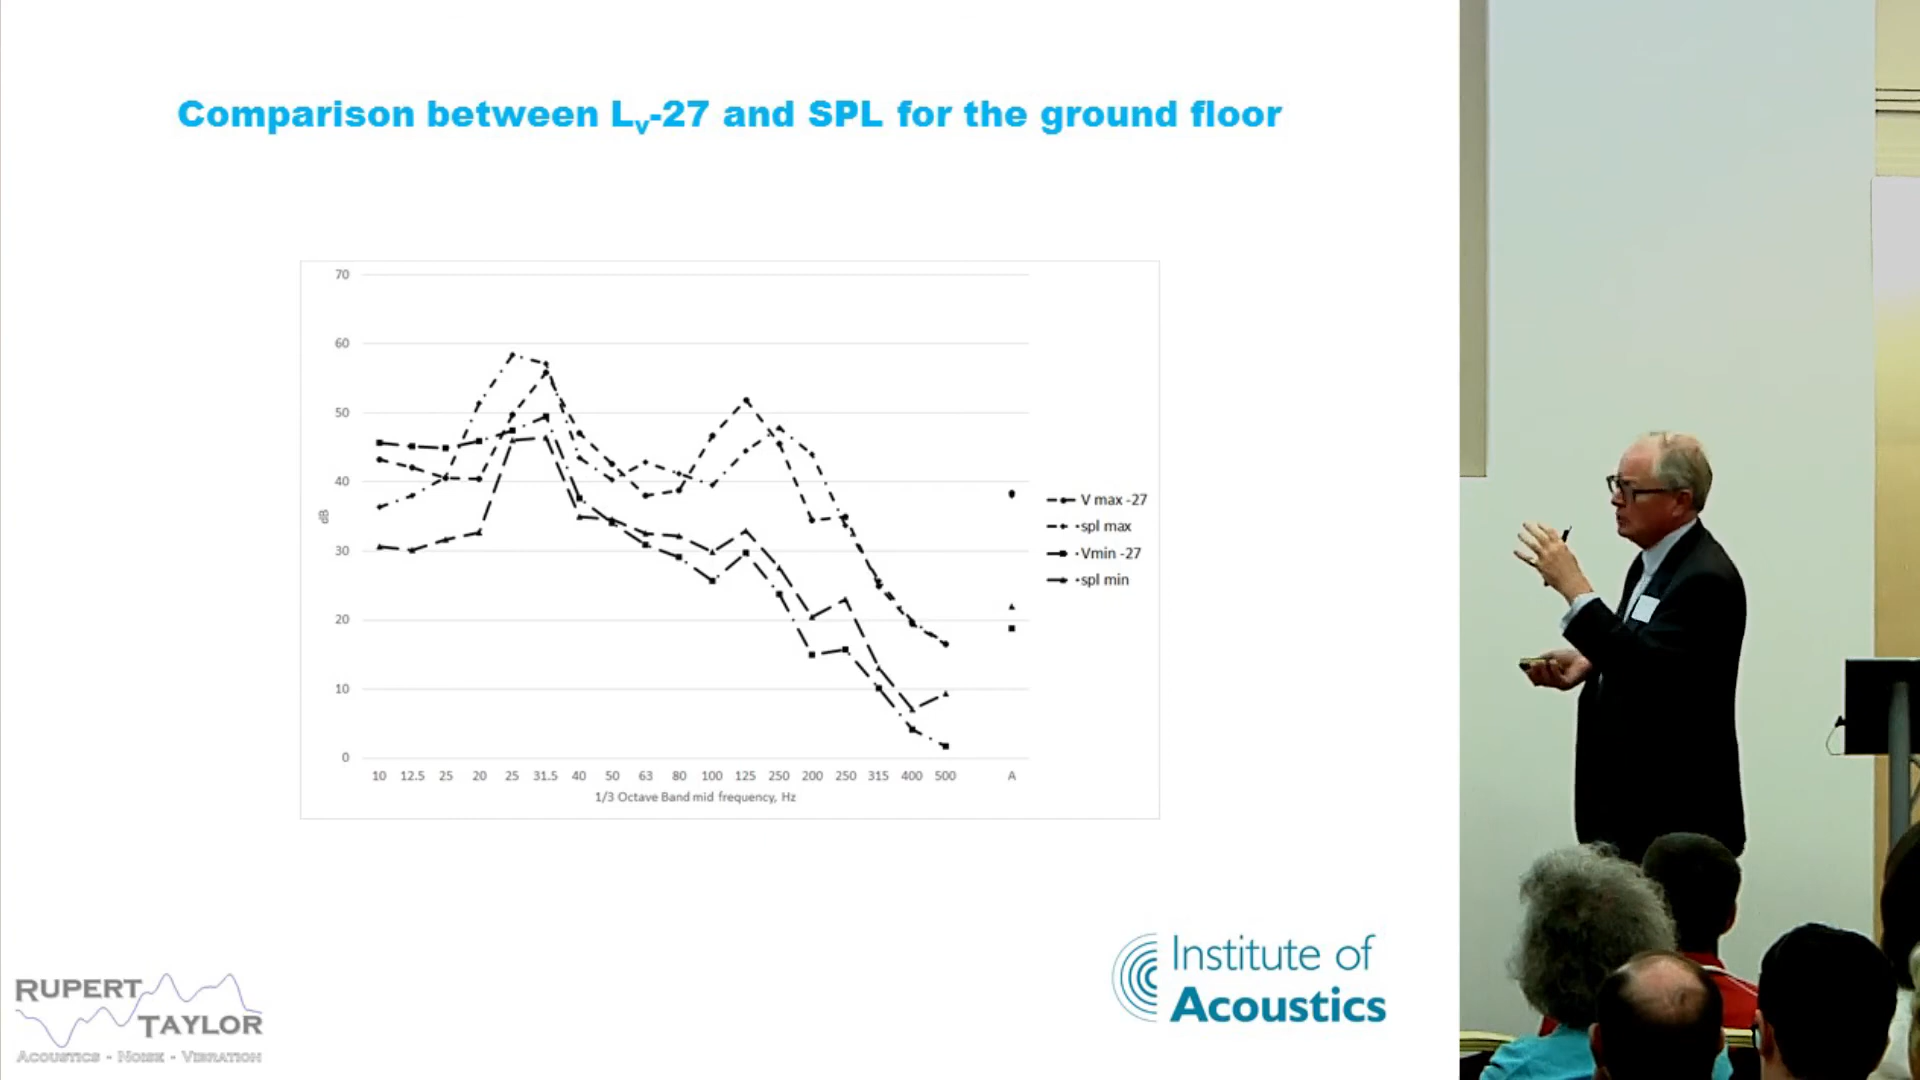 Comparison between Lv-27 and SPL for the ground floor
70
60
50
40
30
20
10
0
dB
10 12.5 25 20 25 31.5 40 50 63 80 100 125 250 200 250 315 400 500 A
1/3 Octave Band mid frequency, Hz
V max -27
spl max
Vmin -27
spl min
RUPERT
TAYLOR
ACOUSTICS - NOISE - VIBRATION
Institute of
Acoustics